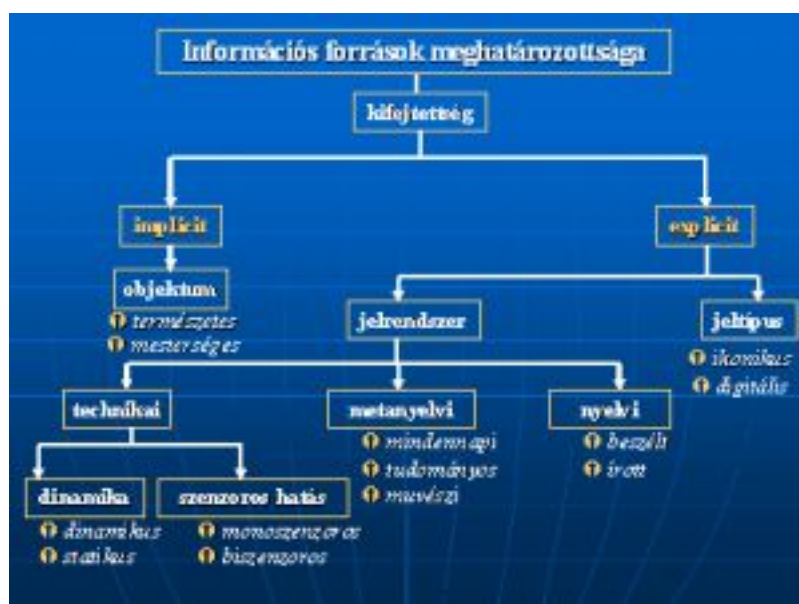 Információs források meghatározottsága
kifejtettség
implicit
explicit
objektum
természetes
mesterséges
jelrendszer
jeltípus
ikonikus
digitális
technikai
metanyelvi
mindennapi
tudományos
muvészi
nyelvi
beszélt
írott
dinamika
dinamikus
statikus
szenzoros hatás
monoszenzoros
biszenzoros